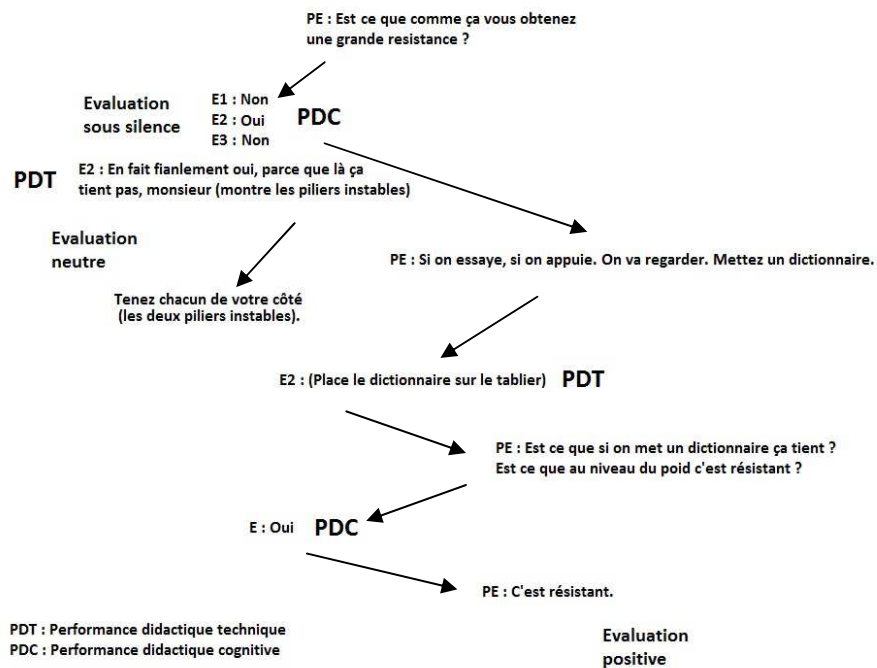 PE : Est ce que comme ça vous obtenez
une grande resistance ?
Evaluation
sous silence
E1 : Non
E2 : Oui
E3 : Non
PDC
PDT
E2 : En fait fianlement oui, parce que là ça
tient pas, monsieur (montre les piliers instables)
Evaluation
neutre
PE : Si on essaye, si on appuie. On va regarder. Mettez un dictionnaire.
Tenez chacun de votre côté
(les deux piliers instables).
E2 : (Place le dictionnaire sur le tablier)
PDT
PE : Est ce que si on met un dictionnaire ça tient ?
Est ce que au niveau du poid c'est résistant ?
E : Oui
PDC
PE : C'est résistant.
PDT : Performance didactique technique
PDC : Performance didactique cognitive
Evaluation
positive